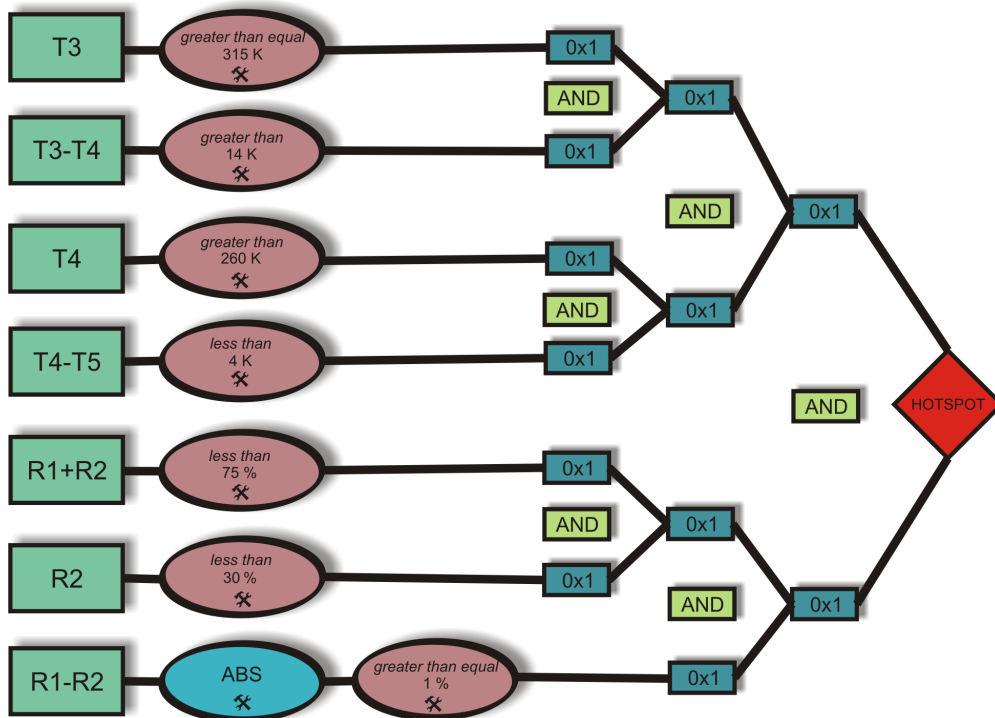 T3
greater than equal
315 K
0x1
AND
0x1
T3-T4
greater than
14 K
0x1
AND
0x1
T4
greater than
260 K
0x1
AND
0x1
T4-T5
less than
4 K
0x1
AND
HOTSPOT
R1+R2
less than
75 %
0x1
AND
0x1
R2
less than
30 %
0x1
AND
0x1
R1-R2
ABS
greater than equal
1 %
0x1